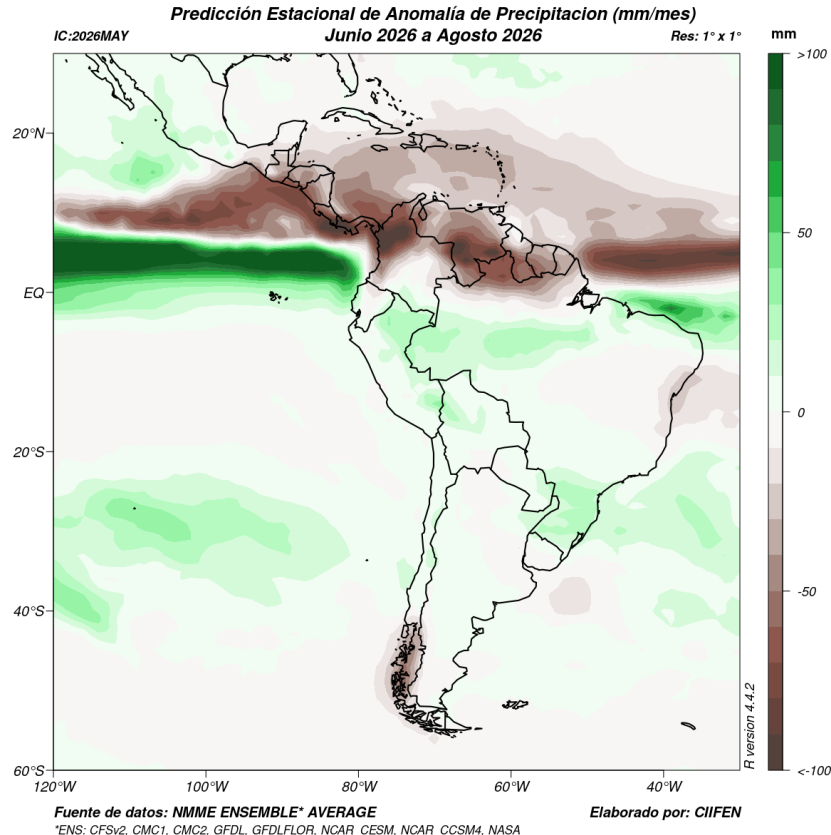 Predicción Estacional de Anomalía de Precipitacion (mm/mes)
IC:2026MAY
Junio 2026 a Agosto 2026
Res: 1° x 1°
mm
>100
50
0
-50
<-100
20°N
EQ
20°S
40°S
60°S
120°W
100°W
80°W
60°W
40°W
R version 4.4.2
Fuente de datos: NMME ENSEMBLE* AVERAGE
Elaborado por: CIIFEN
*ENS: CFSv2, CMC1, CMC2, GFDL, GFDLFLOR, NCAR_CESM, NCAR_CCSM4, NASA